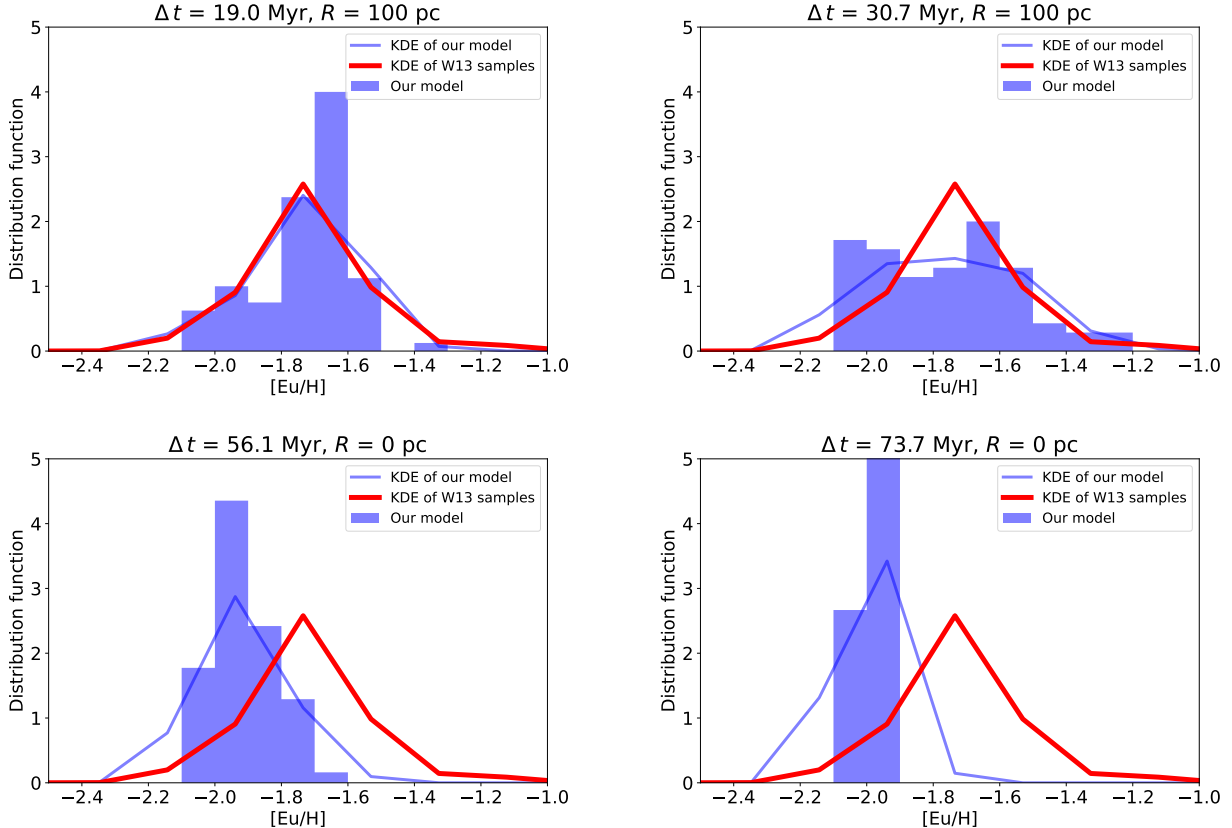 Δ t = 19.0 Myr, R = 100 pc
KDE of our model
KDE of W13 samples
Our model
Distribution function
5
4
3
2
1
0
−2.4 −2.2 −2.0 −1.8 −1.6 −1.4 −1.2 −1.0
[Eu/H]
Δ t = 30.7 Myr, R = 100 pc
KDE of our model
KDE of W13 samples
Our model
Distribution function
5
4
3
2
1
0
−2.4 −2.2 −2.0 −1.8 −1.6 −1.4 −1.2 −1.0
[Eu/H]
Δ t = 56.1 Myr, R = 0 pc
KDE of our model
KDE of W13 samples
Our model
Distribution function
5
4
3
2
1
0
−2.4 −2.2 −2.0 −1.8 −1.6 −1.4 −1.2 −1.0
[Eu/H]
Δ t = 73.7 Myr, R = 0 pc
KDE of our model
KDE of W13 samples
Our model
Distribution function
5
4
3
2
1
0
−2.4 −2.2 −2.0 −1.8 −1.6 −1.4 −1.2 −1.0
[Eu/H]